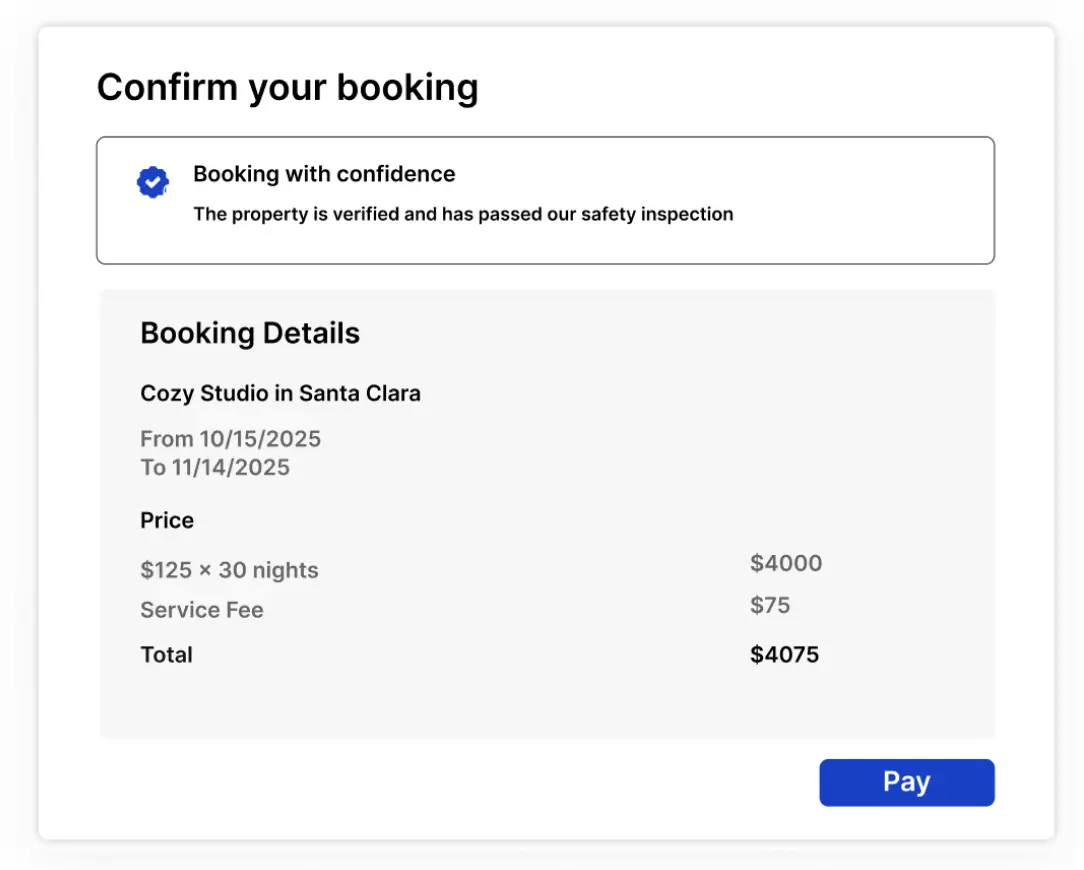 Confirm your booking
Booking with confidence
The property is verified and has passed our safety inspection
Booking Details
Cozy Studio in Santa Clara
From 10/15/2025
To 11/14/2025
Price
$125 × 30 nights $4000
Service Fee $75
Total $4075
Pay